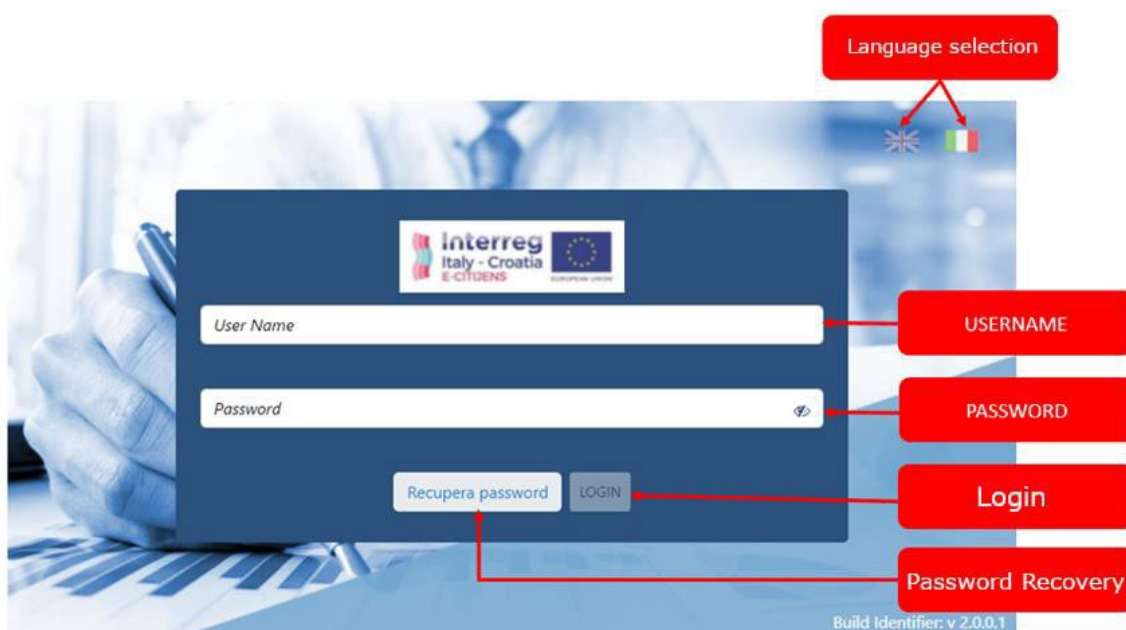 Language selection
Interreg
Italy - Croatia
E-CITIZENS
EUROPEAN UNION
User Name
USERNAME
Password
PASSWORD
Recupera password
LOGIN
Login
Password Recovery
Build Identifier: v 2.0.0.1